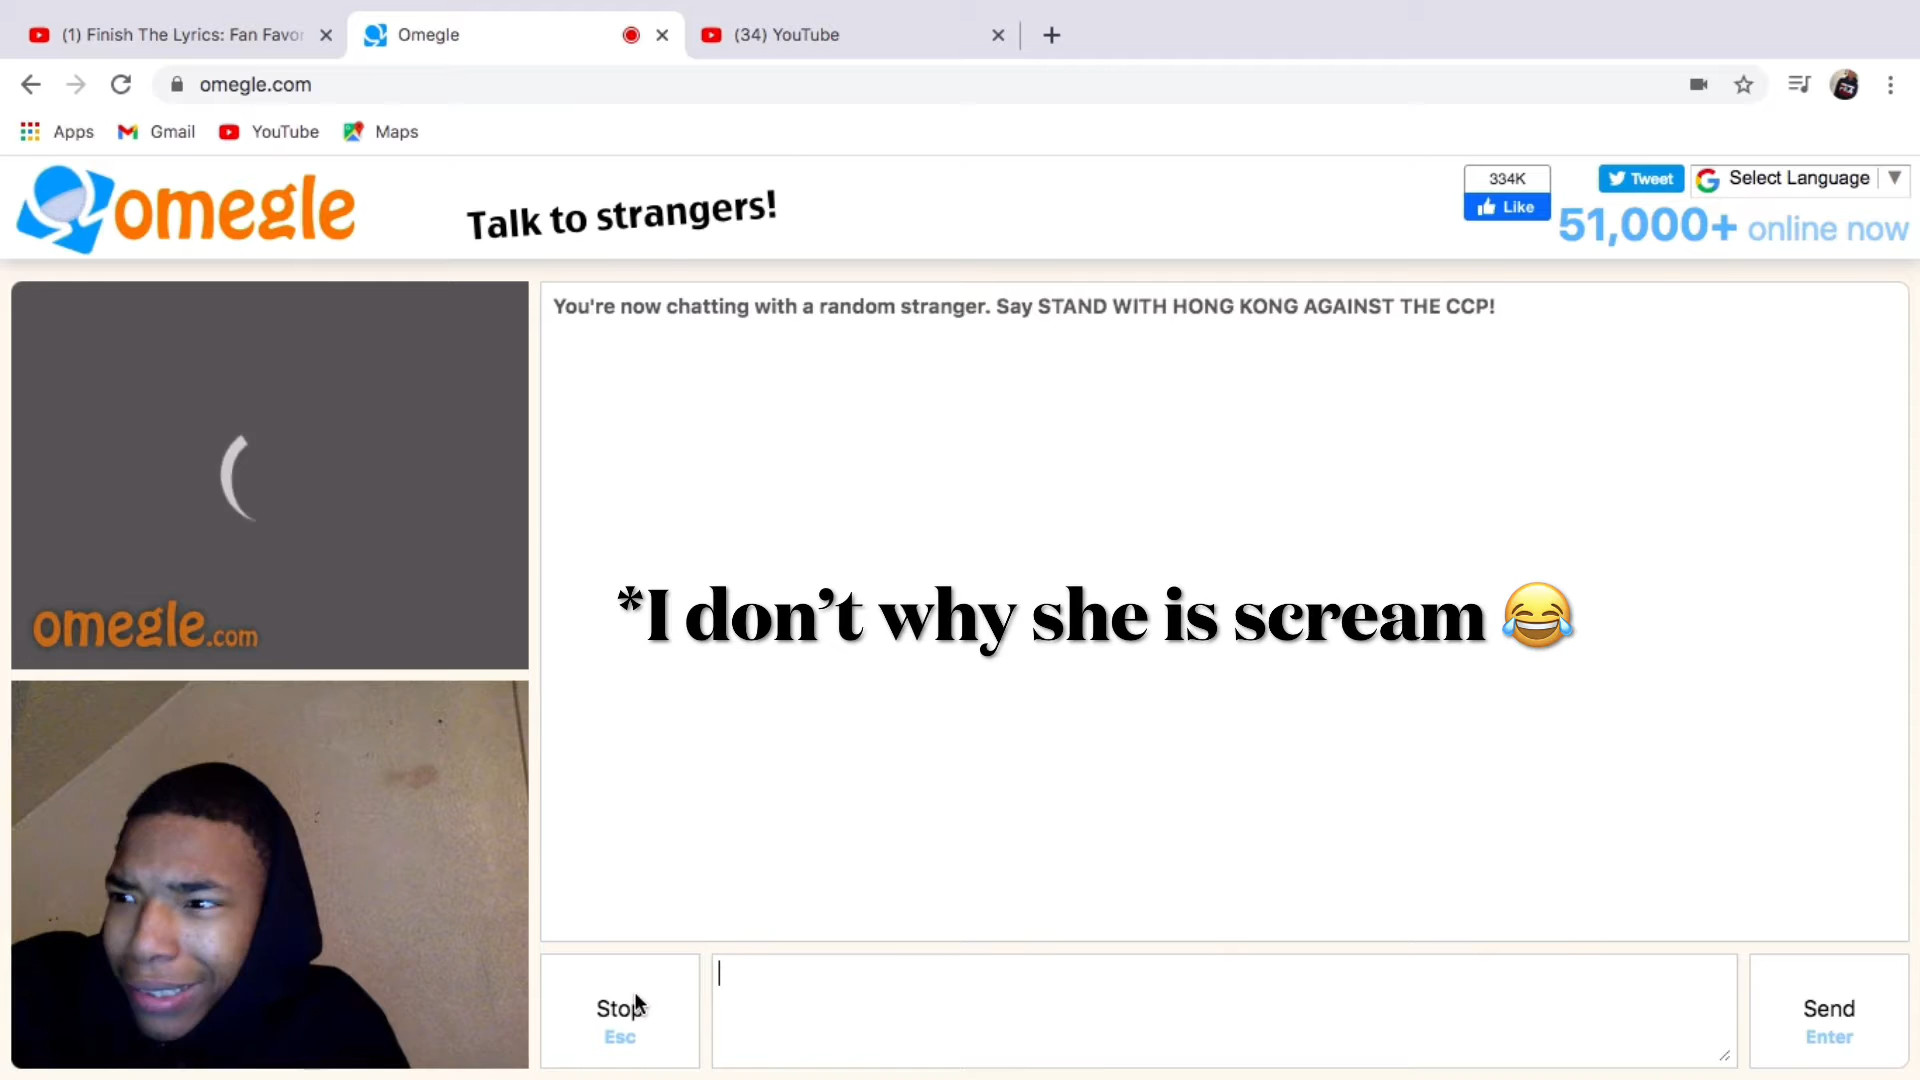 (1) Finish The Lyrics: Fan Favor
Omegle
(34) YouTube
omegle.com
Apps
Gmail
YouTube
Maps
omegle
Talk to strangers!
334K
Like
Tweet
Select Language
51,000+ online now
You're now chatting with a random stranger. Say STAND WITH HONG KONG AGAINST THE CCP!
omegle.com
*I don't why she is scream 😂
Stop
Esc
Send
Enter